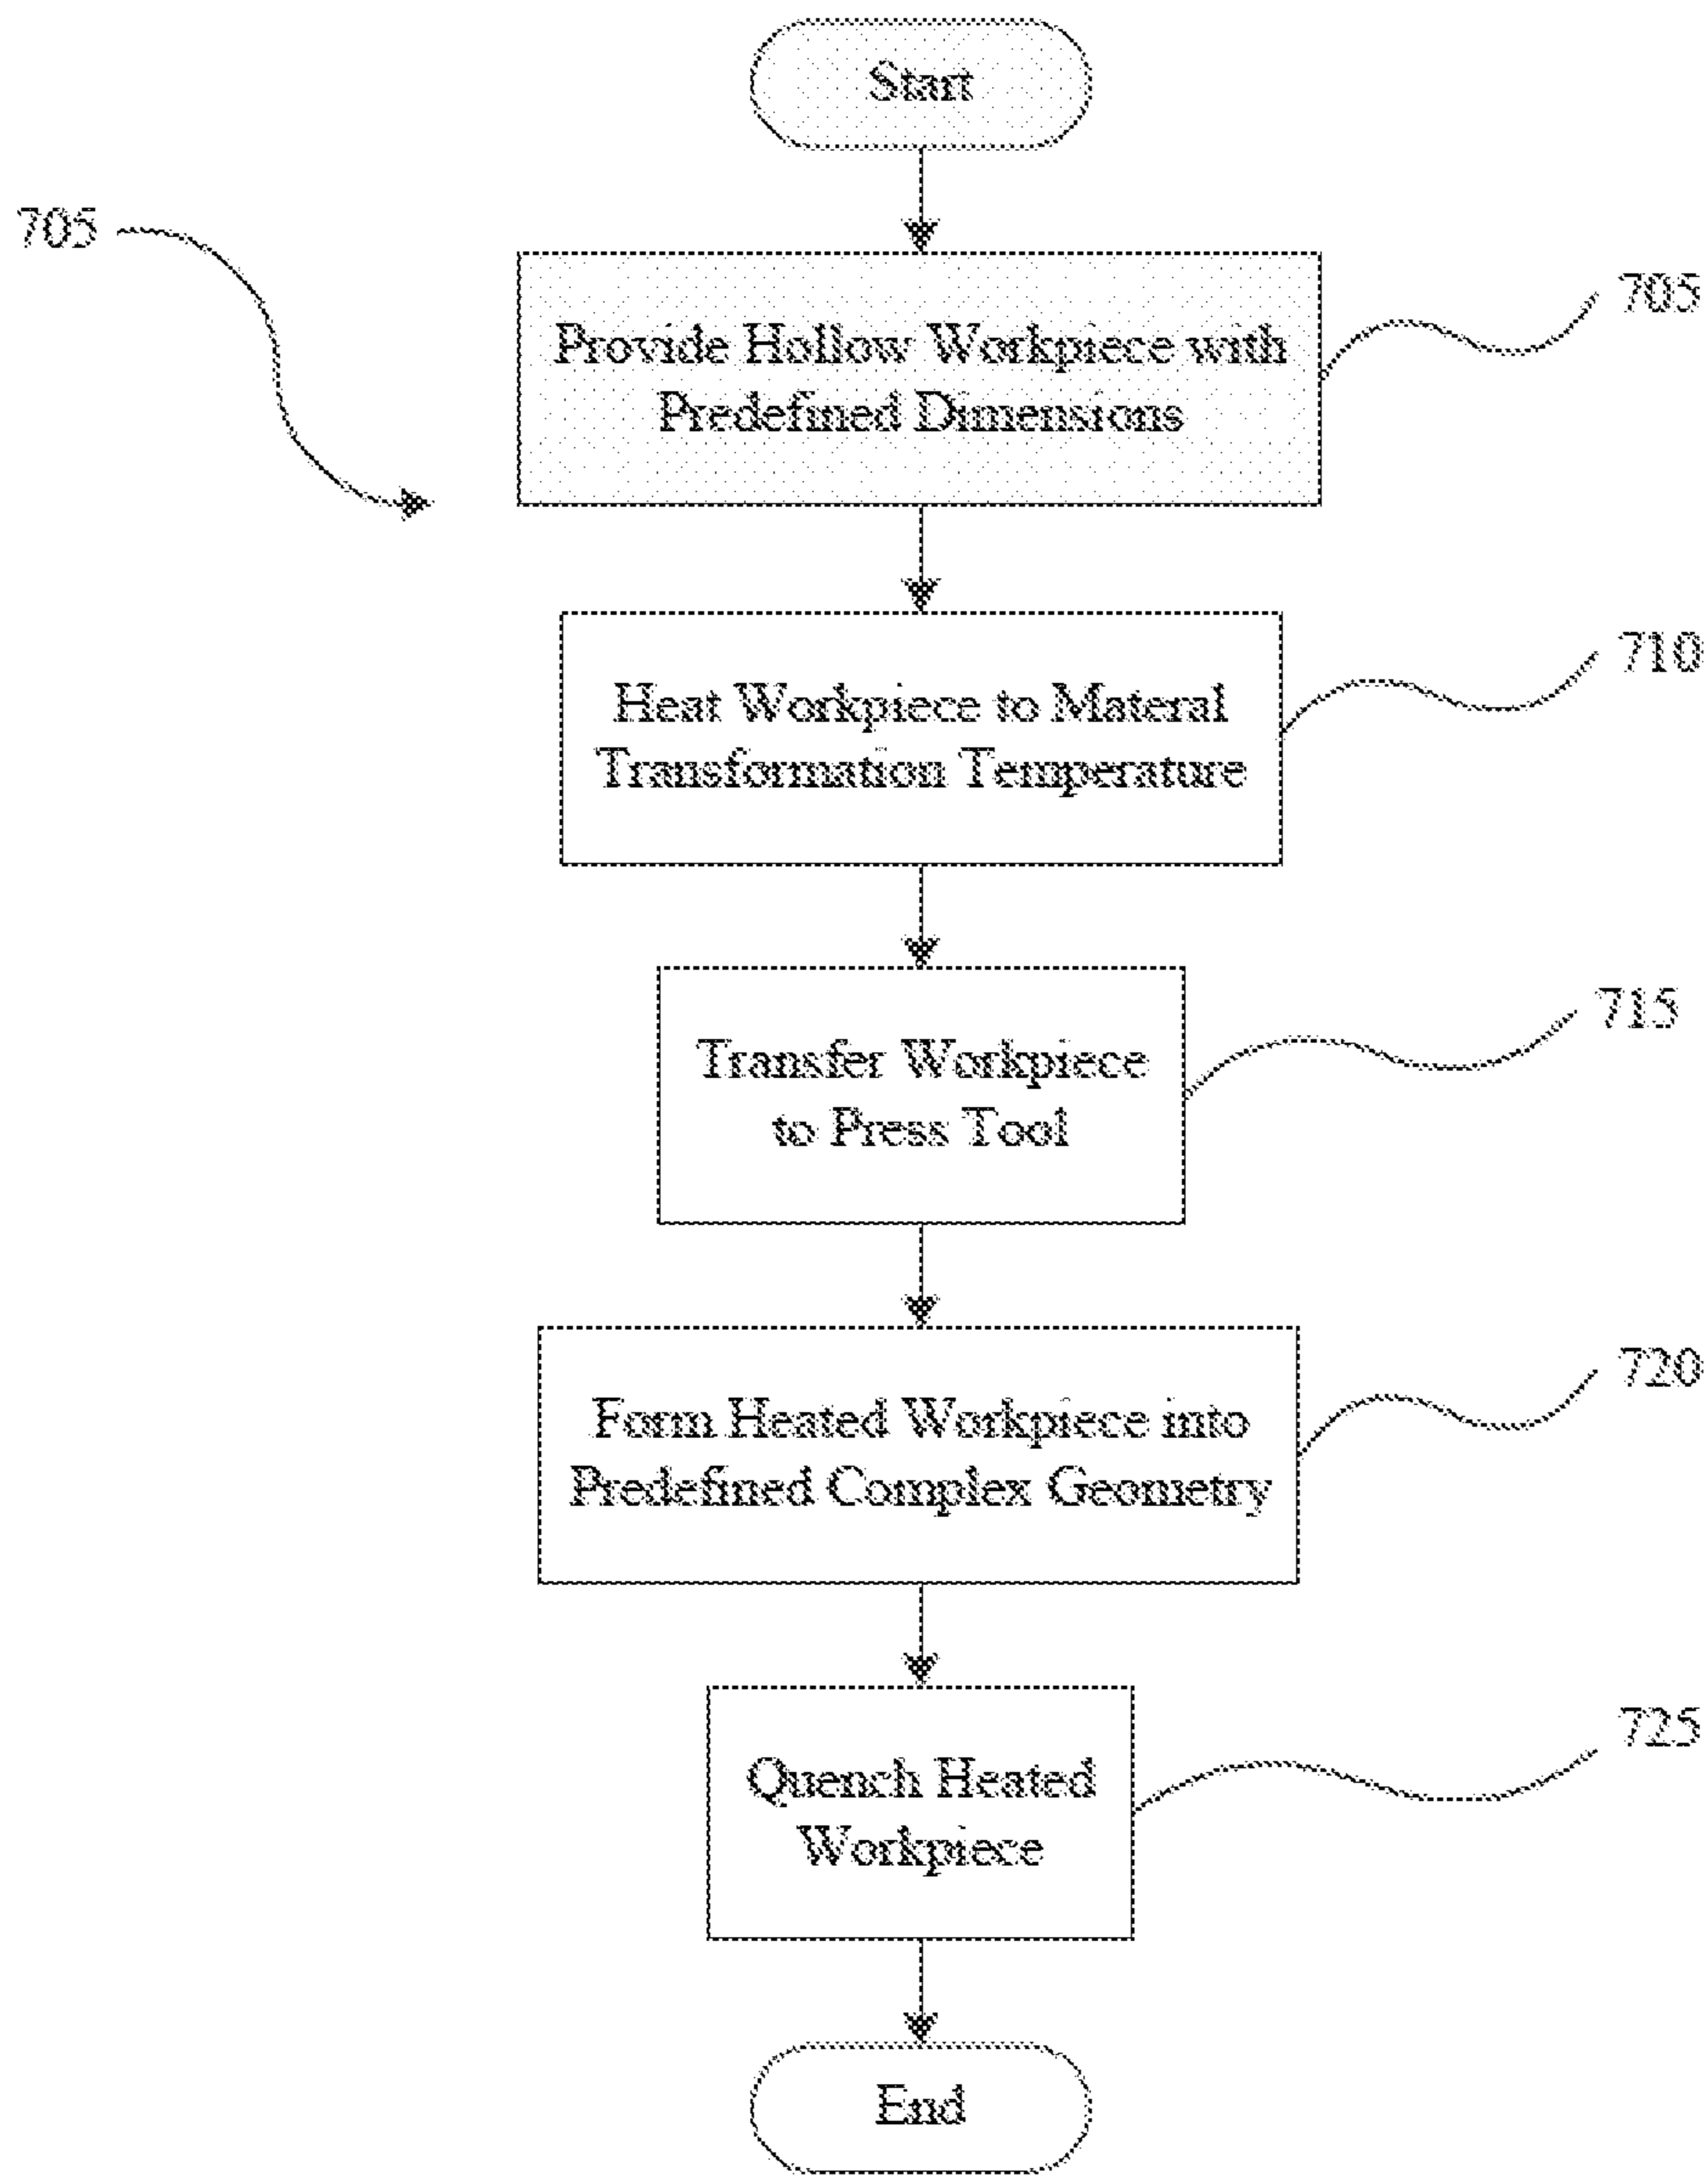 Start
705
Provide Hollow Workpiece with
Predefined Dimensions
705
Heat Workpiece to Materal
Transformation Temperature
710
Transfer Workpiece
to Press Tool
715
Form Heated Workpiece into
Predefined Complex Geometry
720
Quench Heated
Workpiece
725
End